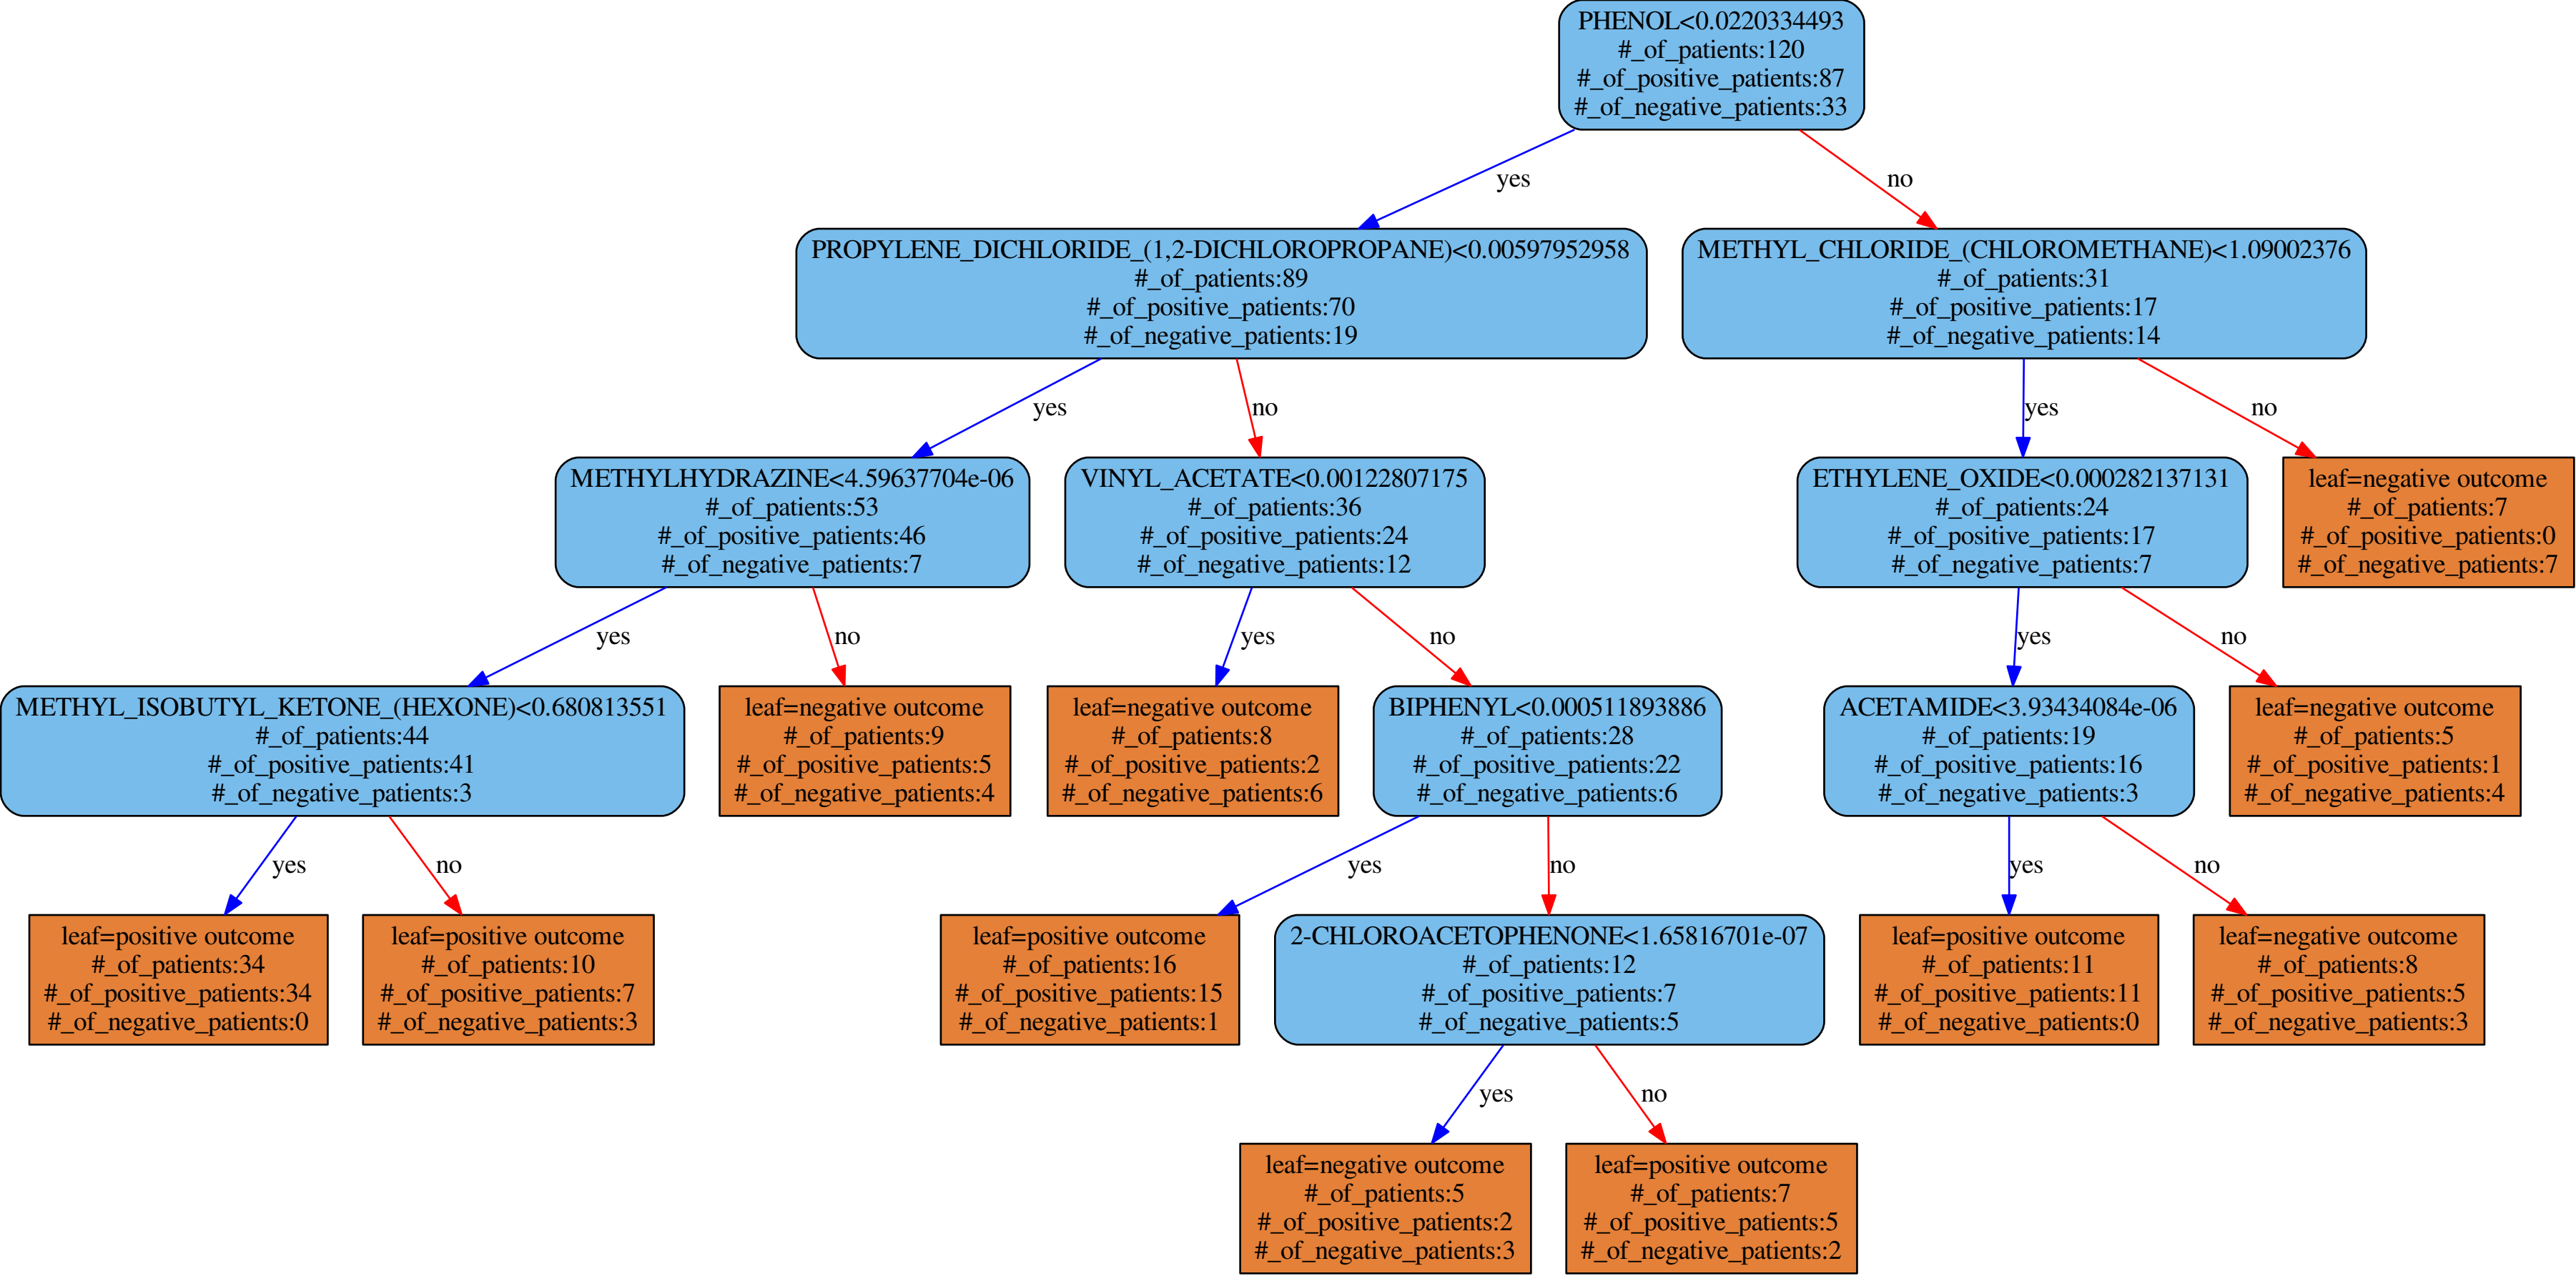 PHENOL<0.0220334493
#_of_patients:120
#_of_positive_patients:87
#_of_negative_patients:33
yes
no
PROPYLENE_DICHLORIDE_(1,2-DICHLOROPROPANE)<0.00597952958
#_of_patients:89
#_of_positive_patients:70
#_of_negative_patients:19
METHYL_CHLORIDE_(CHLOROMETHANE)<1.09002376
#_of_patients:31
#_of_positive_patients:17
#_of_negative_patients:14
yes
no
yes
no
METHYLHYDRAZINE<4.59637704e-06
#_of_patients:53
#_of_positive_patients:46
#_of_negative_patients:7
VINYL_ACETATE<0.00122807175
#_of_patients:36
#_of_positive_patients:24
#_of_negative_patients:12
ETHYLENE_OXIDE<0.000282137131
#_of_patients:24
#_of_positive_patients:17
#_of_negative_patients:7
leaf=negative outcome
#_of_patients:7
#_of_positive_patients:0
#_of_negative_patients:7
yes
no
yes
no
yes
no
METHYL_ISOBUTYL_KETONE_(HEXONE)<0.680813551
#_of_patients:44
#_of_positive_patients:41
#_of_negative_patients:3
leaf=negative outcome
#_of_patients:9
#_of_positive_patients:5
#_of_negative_patients:4
leaf=negative outcome
#_of_patients:8
#_of_positive_patients:2
#_of_negative_patients:6
BIPHENYL<0.000511893886
#_of_patients:28
#_of_positive_patients:22
#_of_negative_patients:6
ACETAMIDE<3.93434084e-06
#_of_patients:19
#_of_positive_patients:16
#_of_negative_patients:3
leaf=negative outcome
#_of_patients:5
#_of_positive_patients:1
#_of_negative_patients:4
yes
no
yes
no
yes
no
leaf=positive outcome
#_of_patients:34
#_of_positive_patients:34
#_of_negative_patients:0
leaf=positive outcome
#_of_patients:10
#_of_positive_patients:7
#_of_negative_patients:3
leaf=positive outcome
#_of_patients:16
#_of_positive_patients:15
#_of_negative_patients:1
2-CHLOROACETOPHENONE<1.65816701e-07
#_of_patients:12
#_of_positive_patients:7
#_of_negative_patients:5
leaf=positive outcome
#_of_patients:11
#_of_positive_patients:11
#_of_negative_patients:0
leaf=negative outcome
#_of_patients:8
#_of_positive_patients:5
#_of_negative_patients:3
yes
no
leaf=negative outcome
#_of_patients:5
#_of_positive_patients:2
#_of_negative_patients:3
leaf=positive outcome
#_of_patients:7
#_of_positive_patients:5
#_of_negative_patients:2